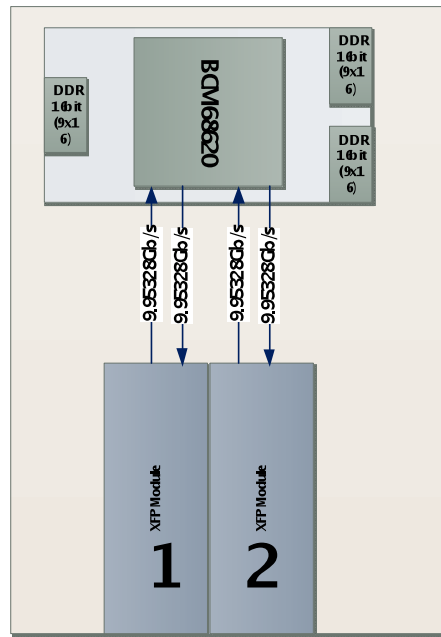 DDR
16bit
(9x1
6)
BCM68620
DDR
16bit
(9x1
6)
DDR
16bit
(9x1
6)
9.95328Gb/s
9.95328Gb/s
9.95328Gb/s
9.95328Gb/s
XFP Module
1
XFP Module
2